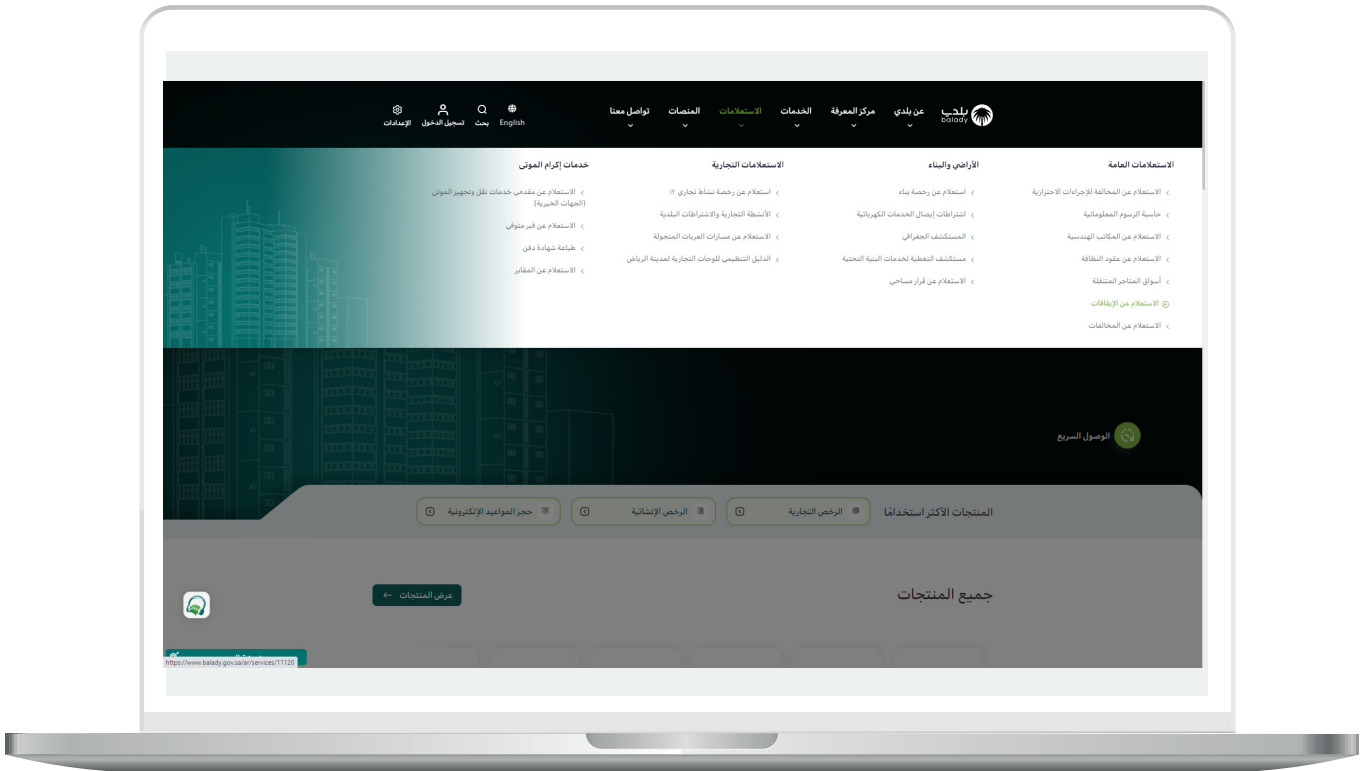 بلدي
balady
عن بلدي
مركز المعرفة
الخدمات
الاستعلامات
المنصات
تواصل معنا
English
بحث
تسجيل الدخول
الإعدادات
الاستعلامات العامة
الاستعلام عن المخالفة للإجراءات الاحترازية
حاسبة الرسوم المعلوماتية
الاستعلام عن المكاتب الهندسية
الاستعلام عن عقود النظافة
أسواق المتاجر المتنقلة
الاستعلام عن الإيقافات
الاستعلام عن المخالفات
الأراضي والبناء
استعلام عن رخصة بناء
اشتراطات إيصال الخدمات الكهربائية
المستكشف الجغرافي
مستكشف التغطية لخدمات البنية التحتية
الاستعلام عن قرار مساحي
الاستعلامات التجارية
استعلام عن رخصة نشاط تجاري
الأنشطة التجارية والاشتراطات البلدية
الاستعلام عن مسارات العربات المتجولة
الدليل التنظيمي للوحات التجارية لمدينة الرياض
خدمات إكرام الموتى
الاستعلام عن مقدمي خدمات نقل وتجهيز الموتى
(الجهات الخيرية)
الاستعلام عن قبر متوفي
طباعة شهادة دفن
الاستعلام عن المقابر
الوصول السريع
المنتجات الأكثر استخدامًا
الرخص التجارية
الرخص الإنشائية
حجز المواعيد الإلكترونية
جميع المنتجات
عرض المنتجات
https://www.balady.gov.sa/ar/services/11120